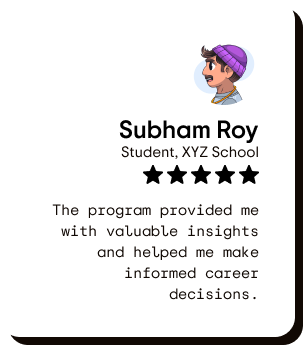 Subham Roy
Student, XYZ School
The program provided me
with valuable insights
and helped me make
informed career
decisions.